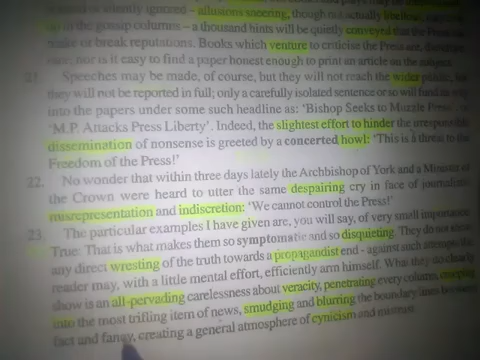 or silently ignored - allusions sneering, though not actually libellous,
in the gossip columns - a thousand hints will be quietly conveyed that the
make or break reputations. Books which venture to criticise the Press are, therefore
rare; nor is it easy to find a paper honest enough to print an article on the subject.
21. Speeches may be made, of course, but they will not reach the wider public, for
they will not be reported in full; only a carefully isolated sentence or so will find its way
into the papers under some such headline as: 'Bishop Seeks to Muzzle Press', or
'M.P. Attacks Press Liberty'. Indeed, the slightest effort to hinder the irresponsible
dissemination of nonsense is greeted by a concerted howl: 'This is a threat to the
Freedom of the Press!'
22. No wonder that within three days lately the Archbishop of York and a Minister of
the Crown were heard to utter the same despairing cry in face of journalistic
misrepresentation and indiscretion: 'We cannot control the Press!'
23. The particular examples I have given are, you will say, of very small importance
True: That is what makes them so symptomatic and so disquieting. They do not show
any direct wresting of the truth towards a propagandist end - against such attempts the
reader may, with a little mental effort, efficiently arm himself. What they do clearly
show is an all-pervading carelessness about veracity, penetrating every column, creeping
into the most trifling item of news, smudging and blurring the boundary lines between
fact and fancy, creating a general atmosphere of cynicism and mistrust.